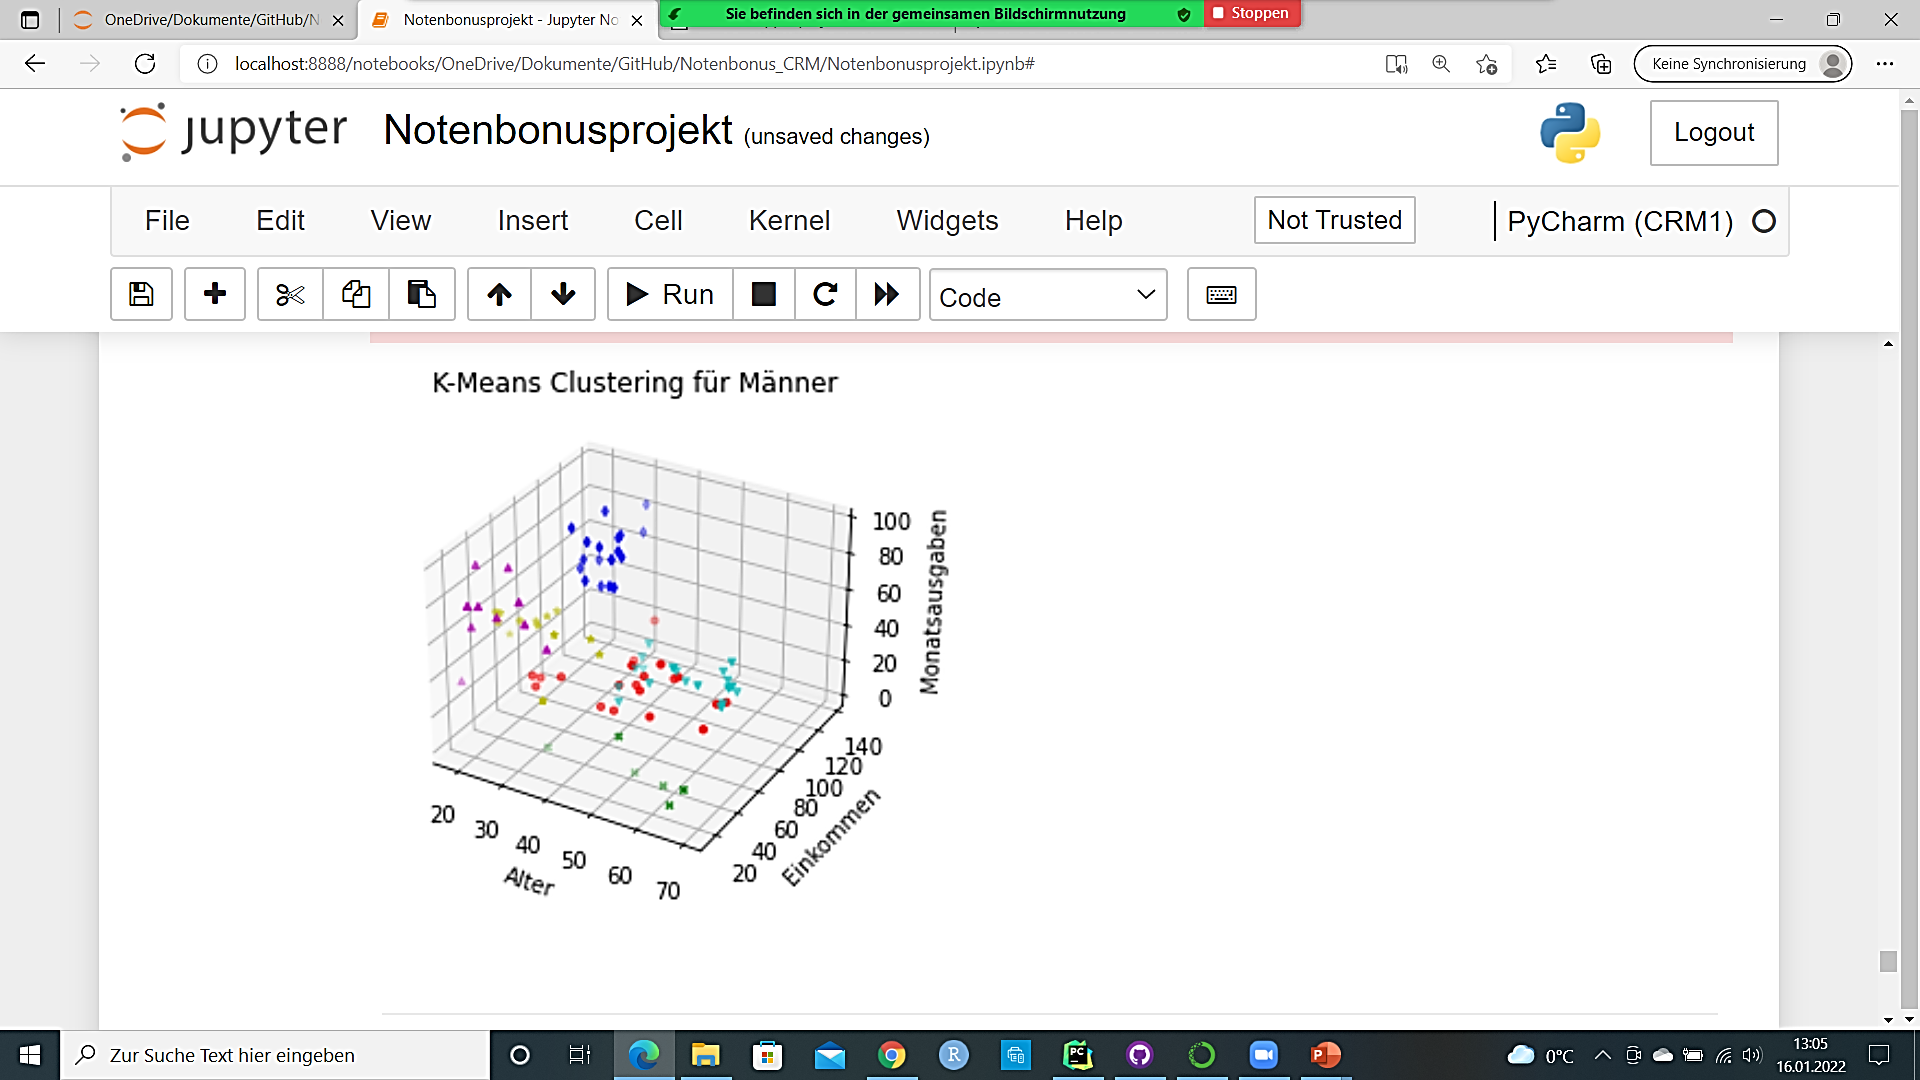 OneDrive/Dokumente/GitHub/N
Notenbonusprojekt - Jupyter No
Sie befinden sich in der gemeinsamen Bildschirmnutzung
Stoppen
localhost:8888/notebooks/OneDrive/Dokumente/GitHub/Notenbonus_CRM/Notenbonusprojekt.ipynb#
Keine Synchronisierung
jupyter Notenbonusprojekt (unsaved changes)
Logout
File Edit View Insert Cell Kernel Widgets Help
Not Trusted
PyCharm (CRM1)
Run
Code
K-Means Clustering für Männer
100
80
60
40
20
0
Monatsausgaben
140
120
100
80
60
40
20
Einkommen
20
30
40
50
60
70
Alter
Zur Suche Text hier eingeben
R
PC
P
0°C
13:05
16.01.2022